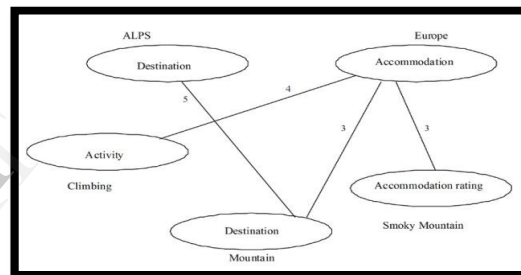 ALPS
Europe
Destination
Accommodation
4
5
3
3
Activity
Climbing
Accommodation rating
Destination
Smoky Mountain
Mountain